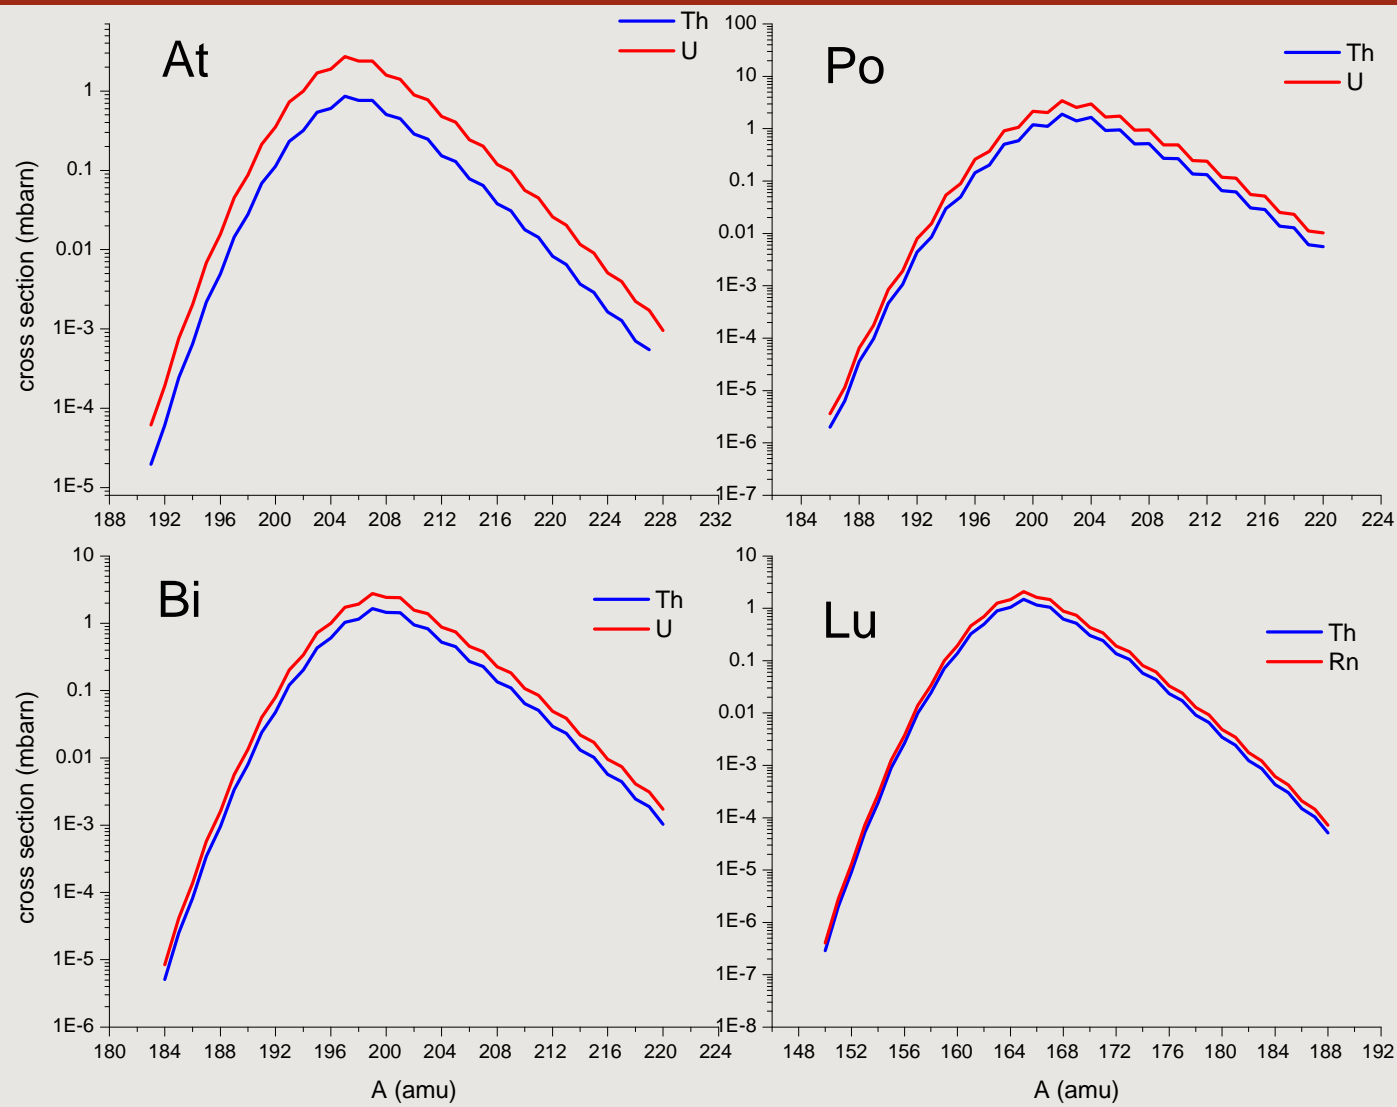 At
Th
U
cross section (mbarn)
1
0.1
0.01
1E-3
1E-4
1E-5
188 192 196 200 204 208 212 216 220 224 228 232
Po
Th
U
100
10
1
0.1
0.01
1E-3
1E-4
1E-5
1E-6
1E-7
184 188 192 196 200 204 208 212 216 220 224
Bi
Th
U
cross section (mbarn)
10
1
0.1
0.01
1E-3
1E-4
1E-5
1E-6
180 184 188 192 196 200 204 208 212 216 220 224
A (amu)
Lu
Th
Rn
10
1
0.1
0.01
1E-3
1E-4
1E-5
1E-6
1E-7
1E-8
148 152 156 160 164 168 172 176 180 184 188 192
A (amu)